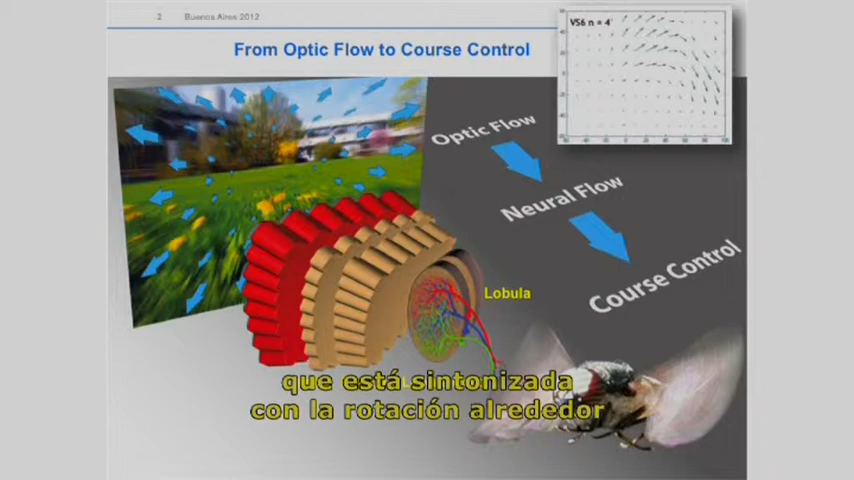 2 Buenos Aires 2012
From Optic Flow to Course Control
VS6 n = 4
Optic Flow
Neural Flow
Course Control
Lobula
que está sintonizada
con la rotación alrededor